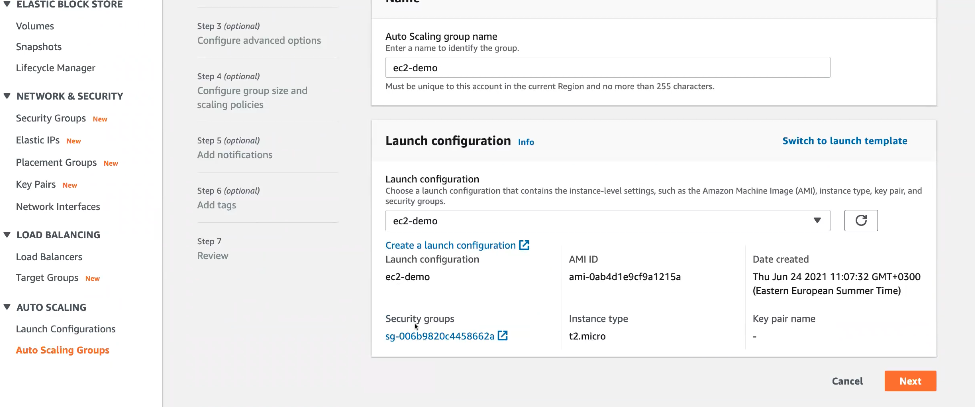 ELASTIC BLOCK STORE
Volumes
Snapshots
Lifecycle Manager
NETWORK & SECURITY
Security Groups New
Elastic IPs New
Placement Groups New
Key Pairs New
Network Interfaces
LOAD BALANCING
Load Balancers
Target Groups New
AUTO SCALING
Launch Configurations
Auto Scaling Groups
Step 3 (optional)
Configure advanced options
Step 4 (optional)
Configure group size and
scaling policies
Step 5 (optional)
Add notifications
Step 6 (optional)
Add tags
Step 7
Review
Name
Auto Scaling group name
Enter a name to identify the group.
ec2-demo
Must be unique to this account in the current Region and no more than 255 characters.
Launch configuration Info
Switch to launch template
Launch configuration
Choose a launch configuration that contains the instance-level settings, such as the Amazon Machine Image (AMI), instance type, key pair, and
security groups.
ec2-demo
Create a launch configuration
Launch configuration
ec2-demo
AMI ID
ami-0ab4d1e9cf9a1215a
Date created
Thu Jun 24 2021 11:07:32 GMT+0300
(Eastern European Summer Time)
Security groups
sg-006b9820c4458662a
Instance type
t2.micro
Key pair name
-
Cancel
Next